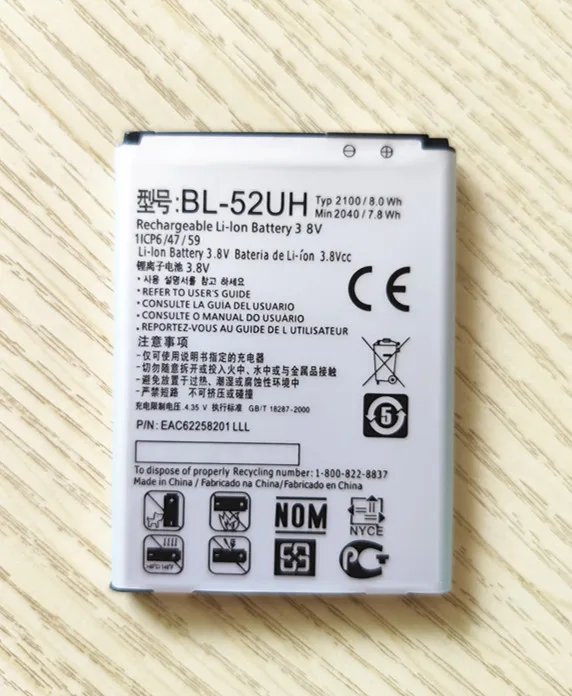 型号:BL-52UH Typ 2100/8.0 Wh
Min 2040/7.8 Wh
Rechargeable Li-lon Battery 3 8V
1ICP6/47/59
Li-lon Battery 3.8V Bateria de Li-íon 3.8Vcc
锂离子电池 3.8V
• 사용 설명서를 참고 하세요
• REFER TO USER'S GUIDE
• CONSULTE LA GUIA DEL USUARIO
• CONSULTE O MANUAL DO USUARIO
• REPORTEZ-VOUS AU GUIDE DE L UTILISATEUR
CE
注意事项
-仅可使用说明书指定的充电器
-切勿随意拆开或投入火中、水中或与金属品接触
-避免放置于过热、潮湿或腐蚀性环境中
-严禁短路 不可挤压或碰撞
充电限制电压 4.35 V 执行标准 GB/T 18287-2000
5
P/N: EAC62258201 LLL
To dispose of properly Recycling number: 1-800-822-8837
Made in China / Fabricado na China/Fabricado en China
NOM
NYCE